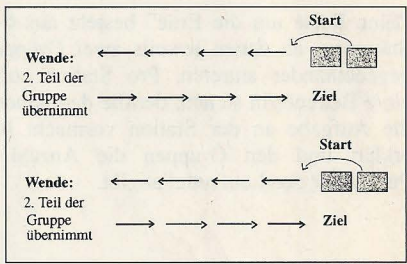 Start
Wende:
2. Teil der
Gruppe
übernimmt
Ziel
Start
Wende:
2. Teil der
Gruppe
übernimmt
Ziel